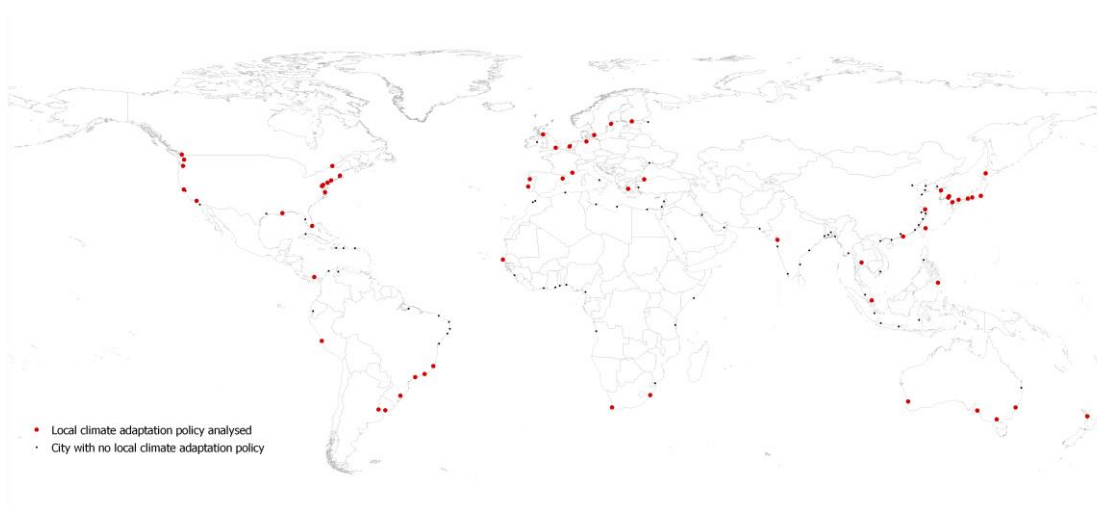 Local climate adaptation policy analysed
City with no local climate adaptation policy